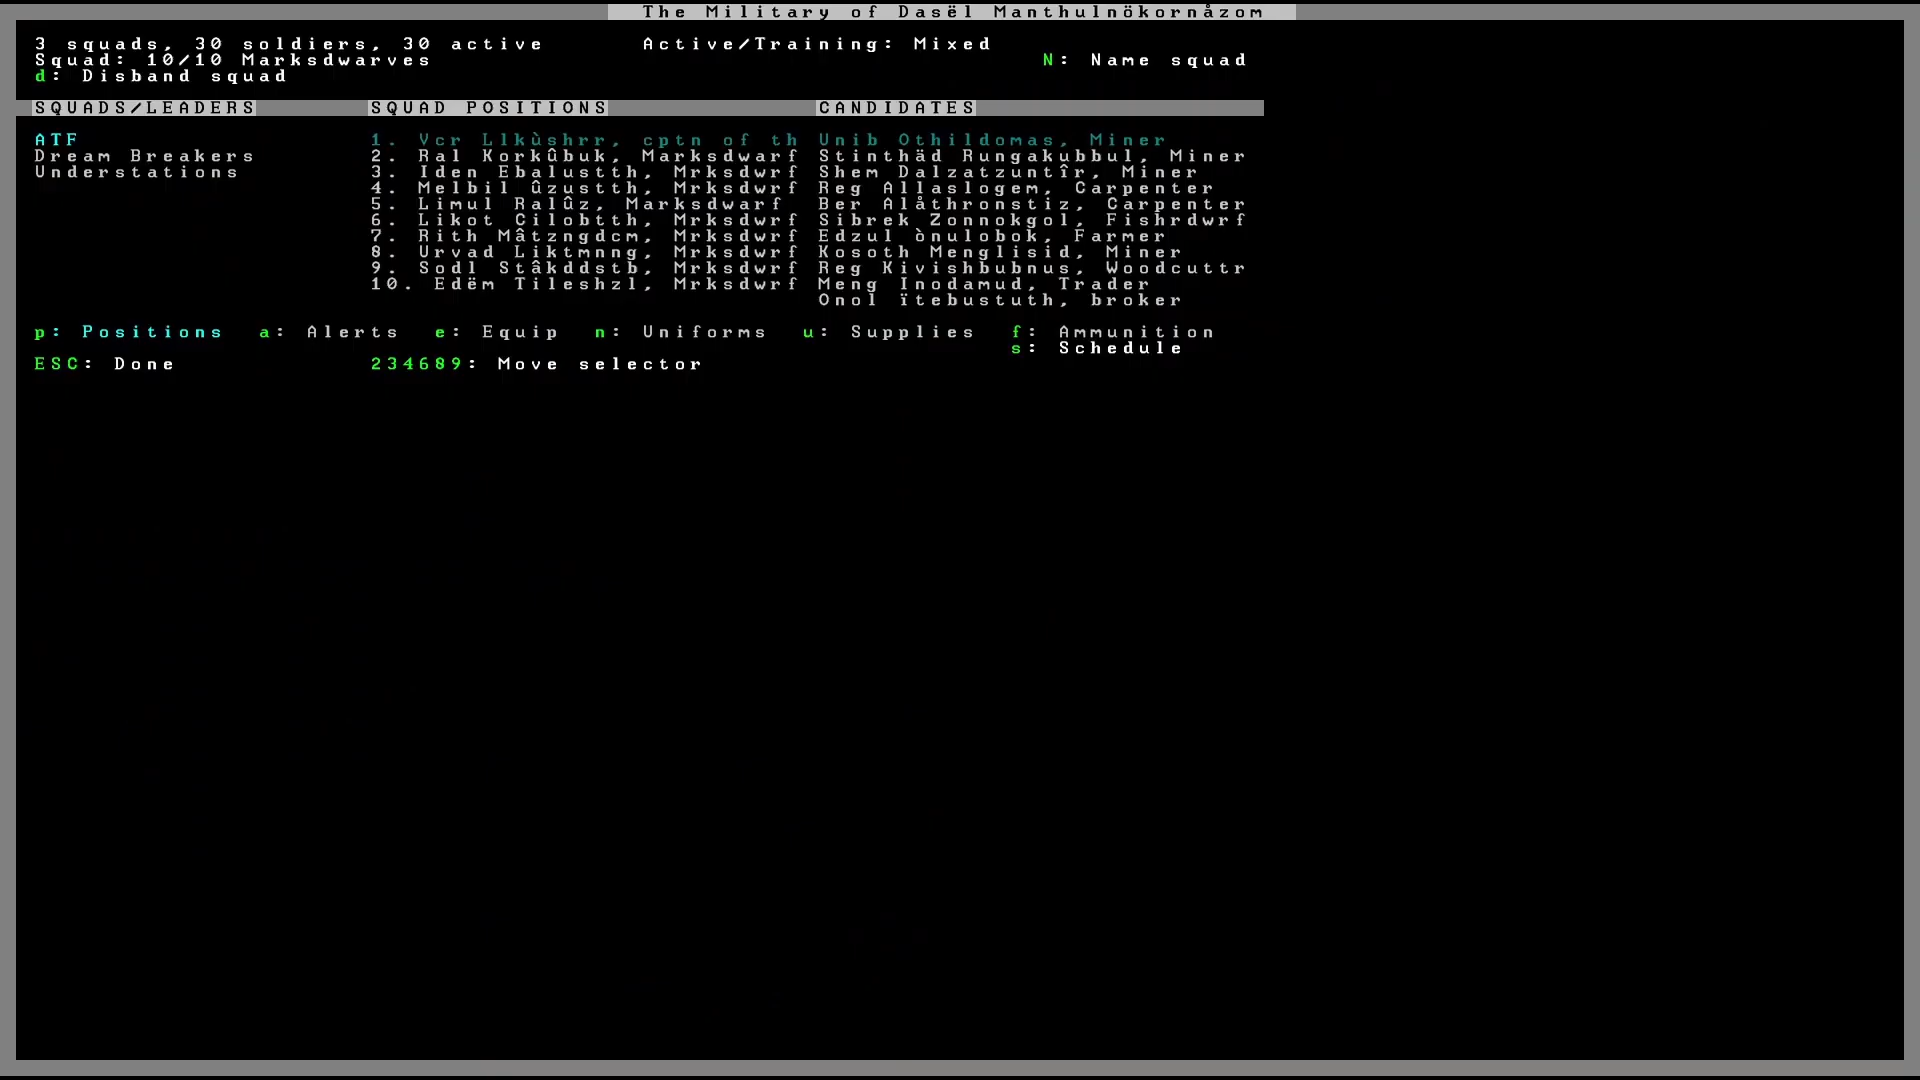 The Military of Dasël Manthulnökornåzom
3 squads, 30 soldiers, 30 active Active/Training: Mixed
Squad: 10/10 Marksdwarves N: Name squad
d: Disband squad
SQUADS/LEADERS SQUAD POSITIONS CANDIDATES
ATF 1. Vcr Llkùshrr, cptn of th Unib Othildomas, Miner
Dream Breakers 2. Ral Korkûbuk, Marksdwarf Stinthäd Rungakubbul, Miner
Understations 3. Iden Ebalustth, Mrksdwrf Shem Dalzatzuntîr, Miner
4. Melbil ûzustth, Mrksdwrf Reg Allaslogem, Carpenter
5. Limul Ralûz, Marksdwarf Ber Alåthronstiz, Carpenter
6. Likot Cilobtth, Mrksdwrf Sibrek Zonnokgol, Fishrdwrf
7. Rith Mâtzngdcm, Mrksdwrf Edzul ònulobok, Farmer
8. Urvad Liktmnng, Mrksdwrf Kosoth Menglisid, Miner
9. Sodl Stâkddstb, Mrksdwrf Reg Kivishbubnus, Woodcuttr
10. Edëm Tileshzl, Mrksdwrf Meng Inodamud, Trader
Onol ïtebustuth, broker
p: Positions a: Alerts e: Equip n: Uniforms u: Supplies f: Ammunition
s: Schedule
ESC: Done 234689: Move selector